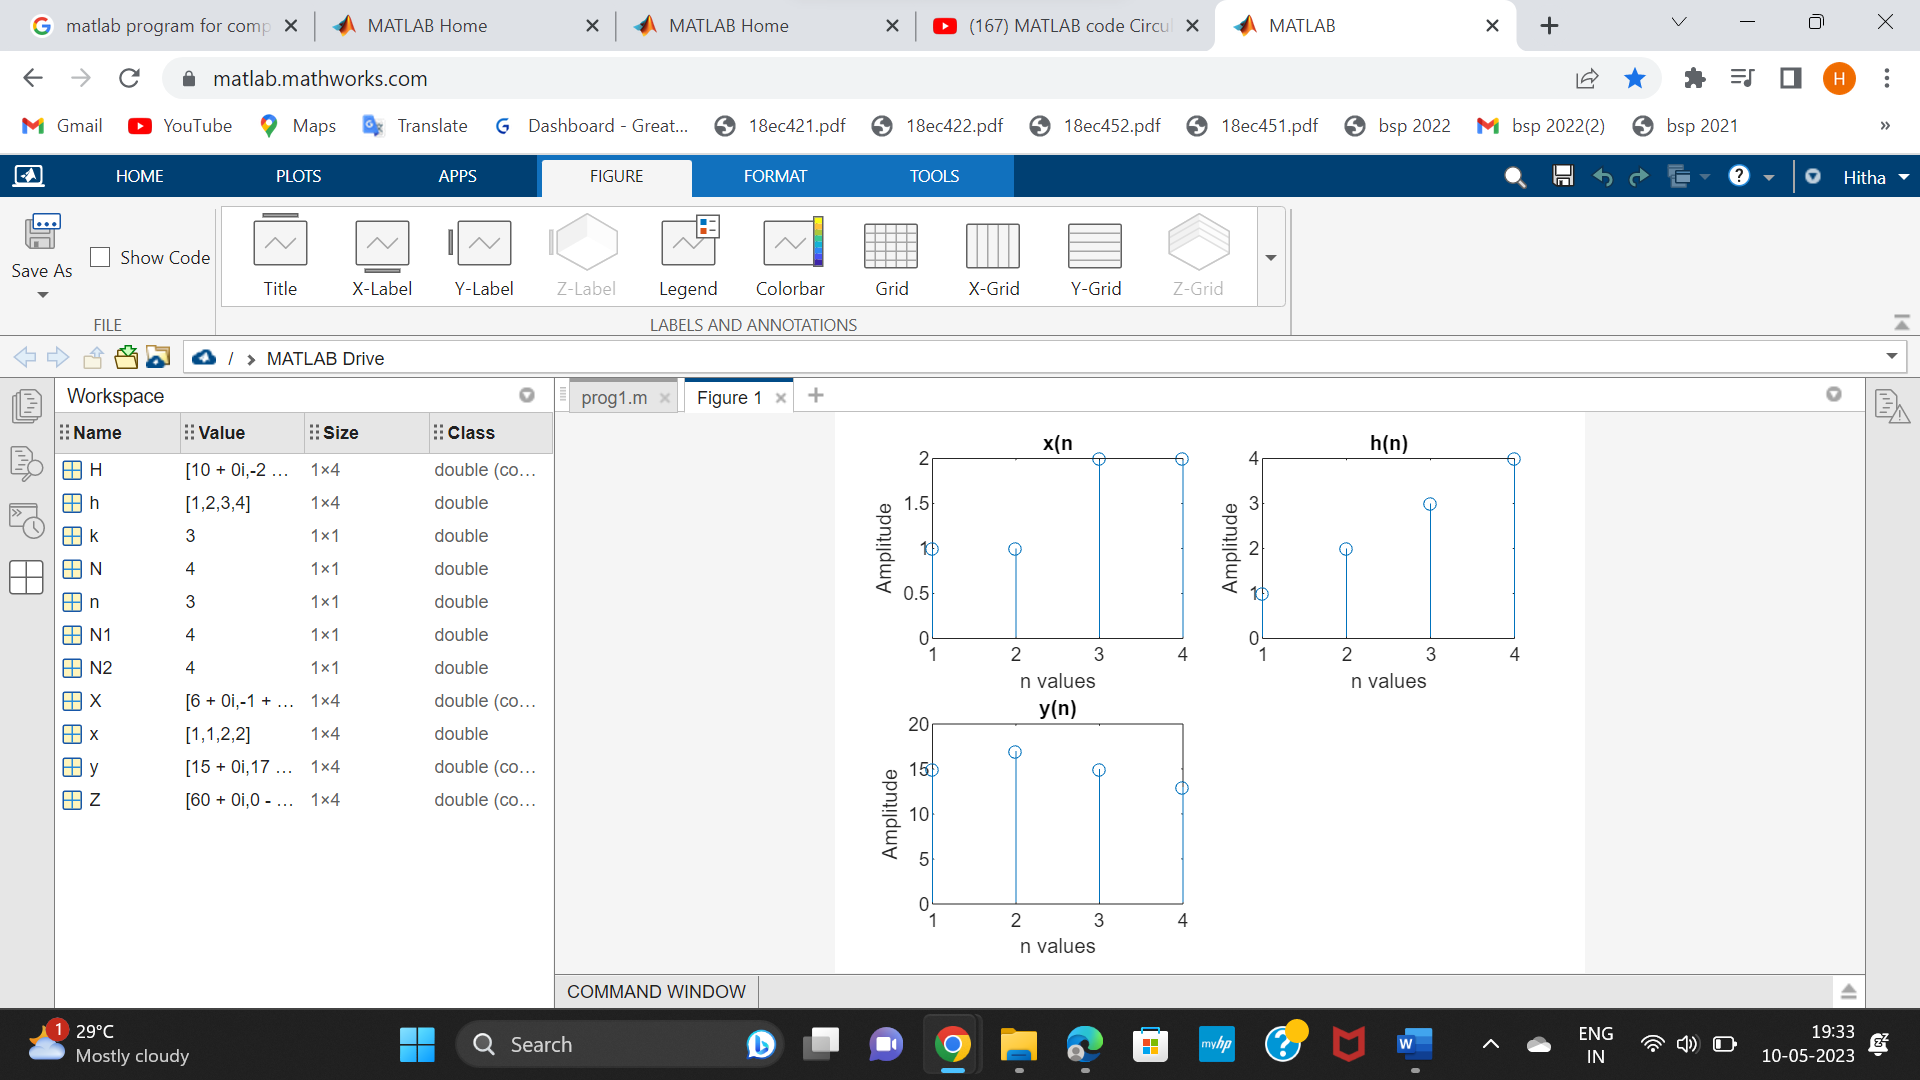 matlab program for comp
MATLAB Home
MATLAB Home
(167) MATLAB code Circul
MATLAB
matlab.mathworks.com
H
Gmail YouTube Maps Translate Dashboard - Great... 18ec421.pdf 18ec422.pdf 18ec452.pdf 18ec451.pdf bsp 2022 bsp 2022(2) bsp 2021 »
HOME PLOTS APPS FIGURE FORMAT TOOLS Hitha
Save As
Show Code
FILE
Title X-Label Y-Label Z-Label Legend Colorbar Grid X-Grid Y-Grid Z-Grid
LABELS AND ANNOTATIONS
/ › MATLAB Drive
Workspace
Name Value Size Class
H [10 + 0i,-2 ... 1×4 double (co...
h [1,2,3,4] 1×4 double
k 3 1×1 double
N 4 1×1 double
n 3 1×1 double
N1 4 1×1 double
N2 4 1×1 double
X [6 + 0i,-1 + ... 1×4 double (co...
x [1,1,2,2] 1×4 double
y [15 + 0i,17 ... 1×4 double (co...
Z [60 + 0i,0 - ... 1×4 double (co...
prog1.m × Figure 1 × +
x(n
2
1.5
1
0.5
0
1 2 3 4
Amplitude
n values
h(n)
4
3
2
1
0
1 2 3 4
Amplitude
n values
y(n)
20
15
10
5
0
1 2 3 4
Amplitude
n values
COMMAND WINDOW
1
29°C
Mostly cloudy
Search
myhp
W
ENG
IN
19:33
10-05-2023